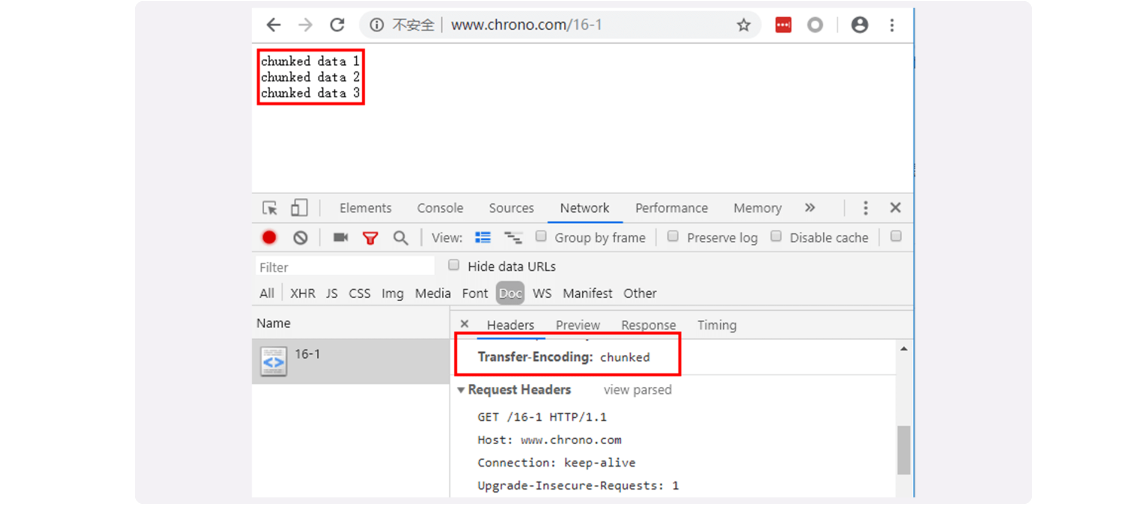 不安全 | www.chrono.com/16-1
chunked data 1
chunked data 2
chunked data 3
Elements Console Sources Network Performance Memory »
View: Group by frame Preserve log Disable cache
Filter Hide data URLs
All XHR JS CSS Img Media Font Doc WS Manifest Other
Name
Headers Preview Response Timing
16-1
Transfer-Encoding: chunked
Request Headers view parsed
GET /16-1 HTTP/1.1
Host: www.chrono.com
Connection: keep-alive
Upgrade-Insecure-Requests: 1